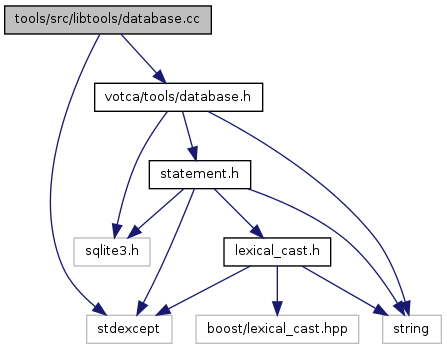 tools/src/libtools/database.cc
votca/tools/database.h
statement.h
sqlite3.h
lexical_cast.h
stdexcept
boost/lexical_cast.hpp
string